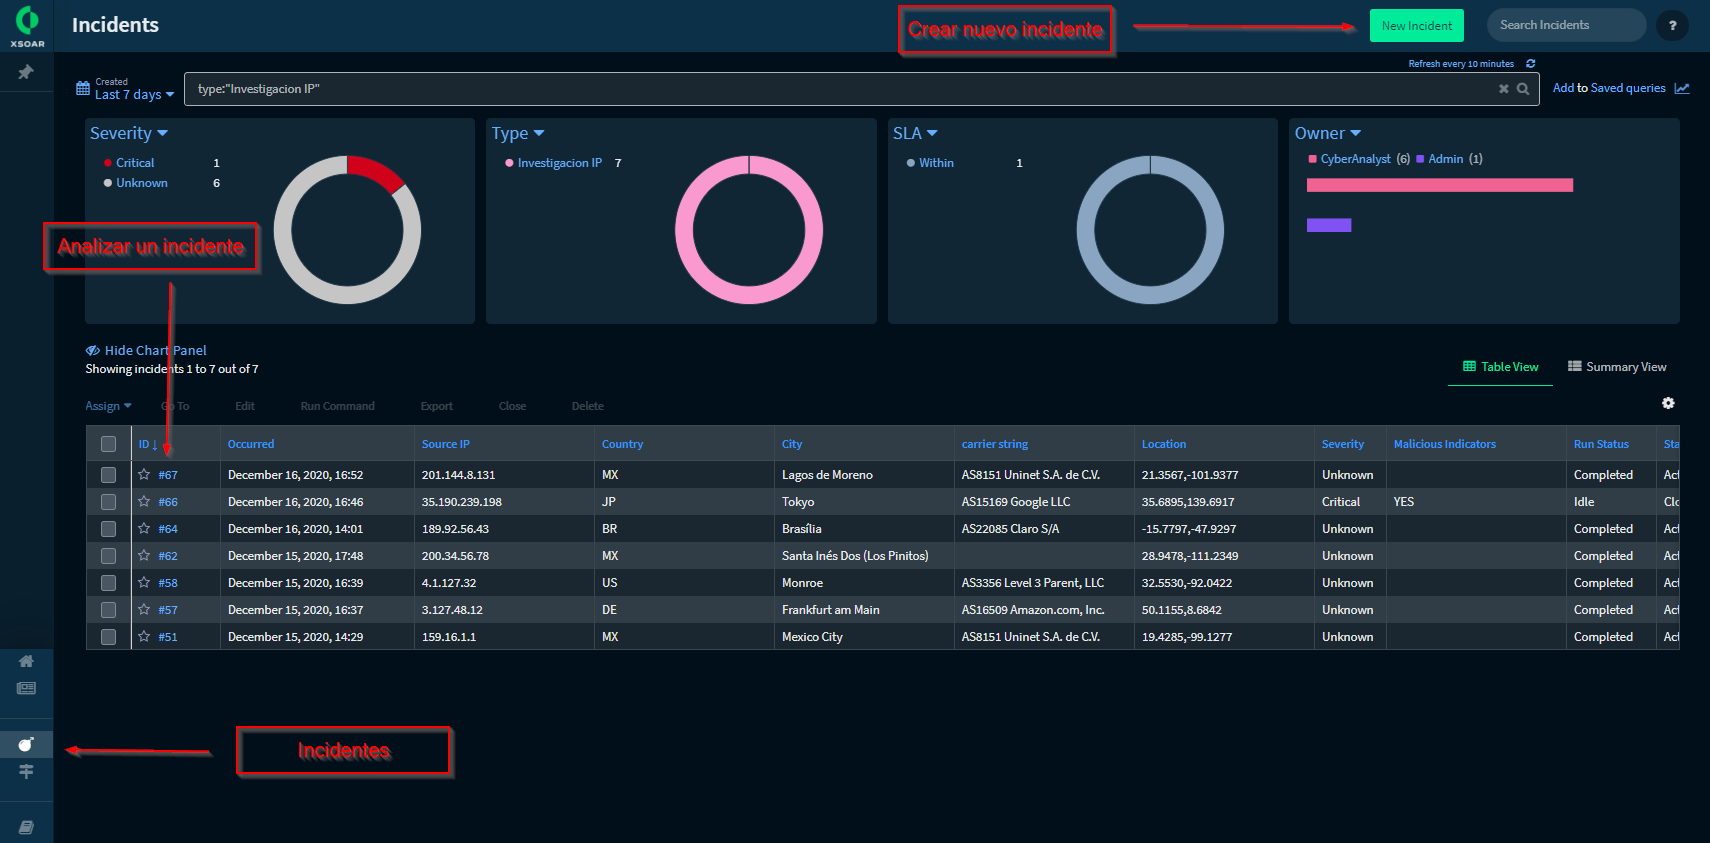 XSOAR
Incidents
Crear nuevo incidente
New Incident
Search Incidents
?
Refresh every 10 minutes
Created
Last 7 days
type:"Investigacion IP"
Add to Saved queries
Severity
Critical 1
Unknown 6
Type
Investigacion IP 7
SLA
Within 1
Owner
CyberAnalyst (6) Admin (1)
Analizar un incidente
Hide Chart Panel
Showing incidents 1 to 7 out of 7
Table View
Summary View
Assign Go To Edit Run Command Export Close Delete
ID Occurred Source IP Country City carrier string Location Severity Malicious Indicators Run Status Sta
#67 December 16, 2020, 16:52 201.144.8.131 MX Lagos de Moreno AS8151 Uninet S.A. de C.V. 21.3567,-101.9377 Unknown Completed Act
#66 December 16, 2020, 16:46 35.190.239.198 JP Tokyo AS15169 Google LLC 35.6895,139.6917 Critical YES Idle Clo
#64 December 16, 2020, 14:01 189.92.56.43 BR Brasília AS22085 Claro S/A -15.7797,-47.9297 Unknown Completed Act
#62 December 15, 2020, 17:48 200.34.56.78 MX Santa Inés Dos (Los Pinitos) 28.9478,-111.2349 Unknown Completed Act
#58 December 15, 2020, 16:39 4.1.127.32 US Monroe AS3356 Level 3 Parent, LLC 32.5530,-92.0422 Unknown Completed Act
#57 December 15, 2020, 16:37 3.127.48.12 DE Frankfurt am Main AS16509 Amazon.com, Inc. 50.1155,8.6842 Unknown Completed Act
#51 December 15, 2020, 14:29 159.16.1.1 MX Mexico City AS8151 Uninet S.A. de C.V. 19.4285,-99.1277 Unknown Completed Act
Incidentes